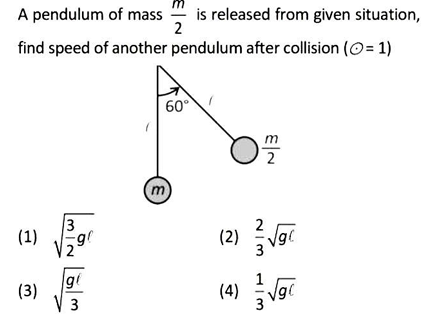 A pendulum of mass m/2 is released from given situation,
find speed of another pendulum after collision (℮ = 1)
60°
l
l
m/2
m
(1) √(3/2 gℓ)
(2) 2/3 √gℓ
(3) √(gℓ/3)
(4) 1/3 √gℓ